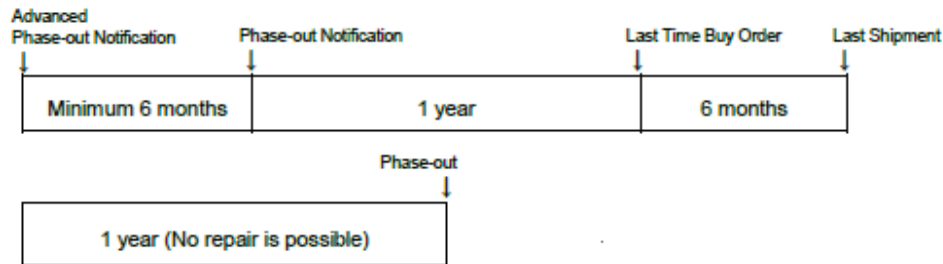 Advanced
Phase-out Notification
Phase-out Notification
Last Time Buy Order
Last Shipment
Minimum 6 months
1 year
6 months
Phase-out
1 year (No repair is possible)